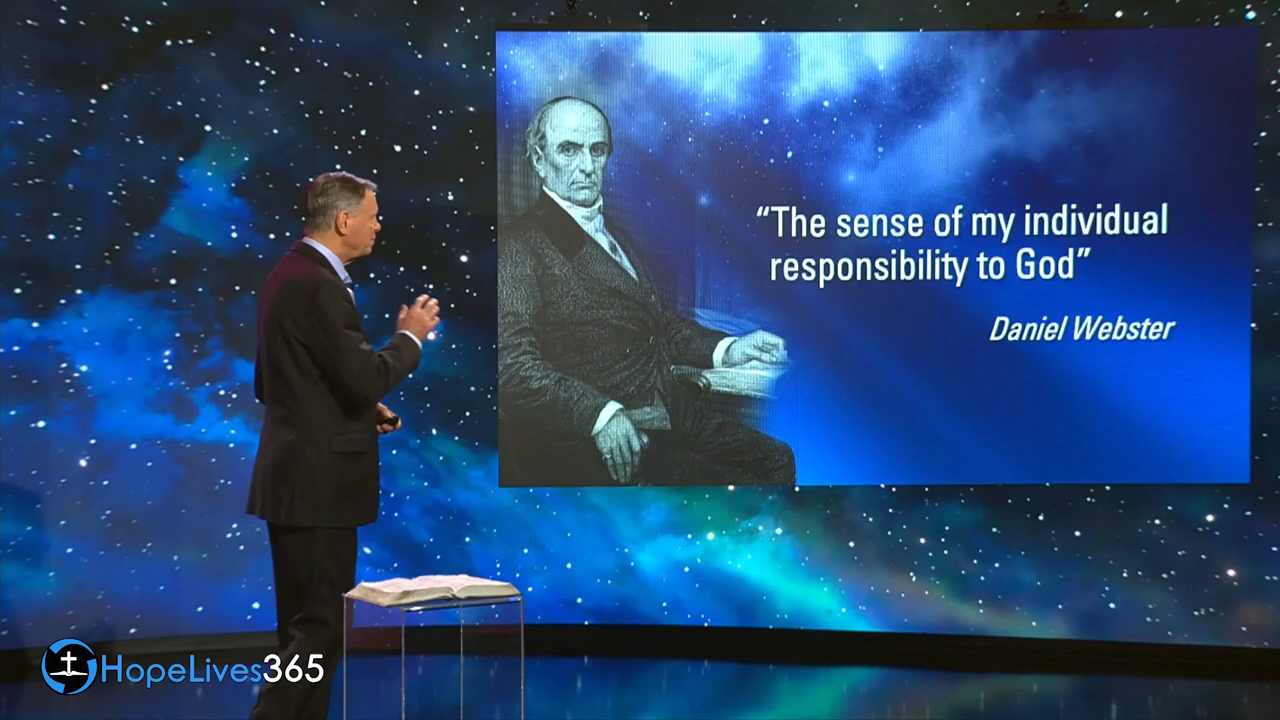 “The sense of my individual
responsibility to God”
Daniel Webster
HopeLives365